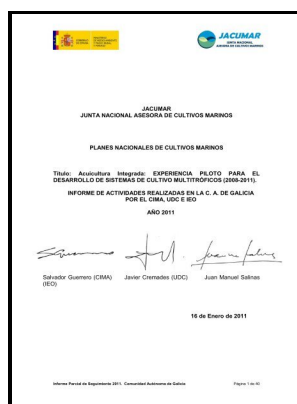 JACUMAR
JUNTA NACIONAL
ASESORA DE CULTIVOS MARINOS
JACUMAR
JUNTA NACIONAL ASESORA DE CULTIVOS MARINOS
PLANES NACIONALES DE CULTIVOS MARINOS
Título: Acuicultura Integrada: EXPERIENCIA PILOTO PARA EL
DESARROLLO DE SISTEMAS DE CULTIVO MULTITRÓFICOS (2008-2011).
INFORME DE ACTIVIDADES REALIZADAS EN LA C. A. DE GALICIA
POR EL CIMA, UDC E IEO
AÑO 2011
Salvador Guerrero (CIMA) Javier Cremades (UDC) Juan Manuel Salinas
(IEO)
16 de Enero de 2011
Informe Parcial de Seguimiento 2011. Comunidad Autónoma de Galicia Página 1 de 40